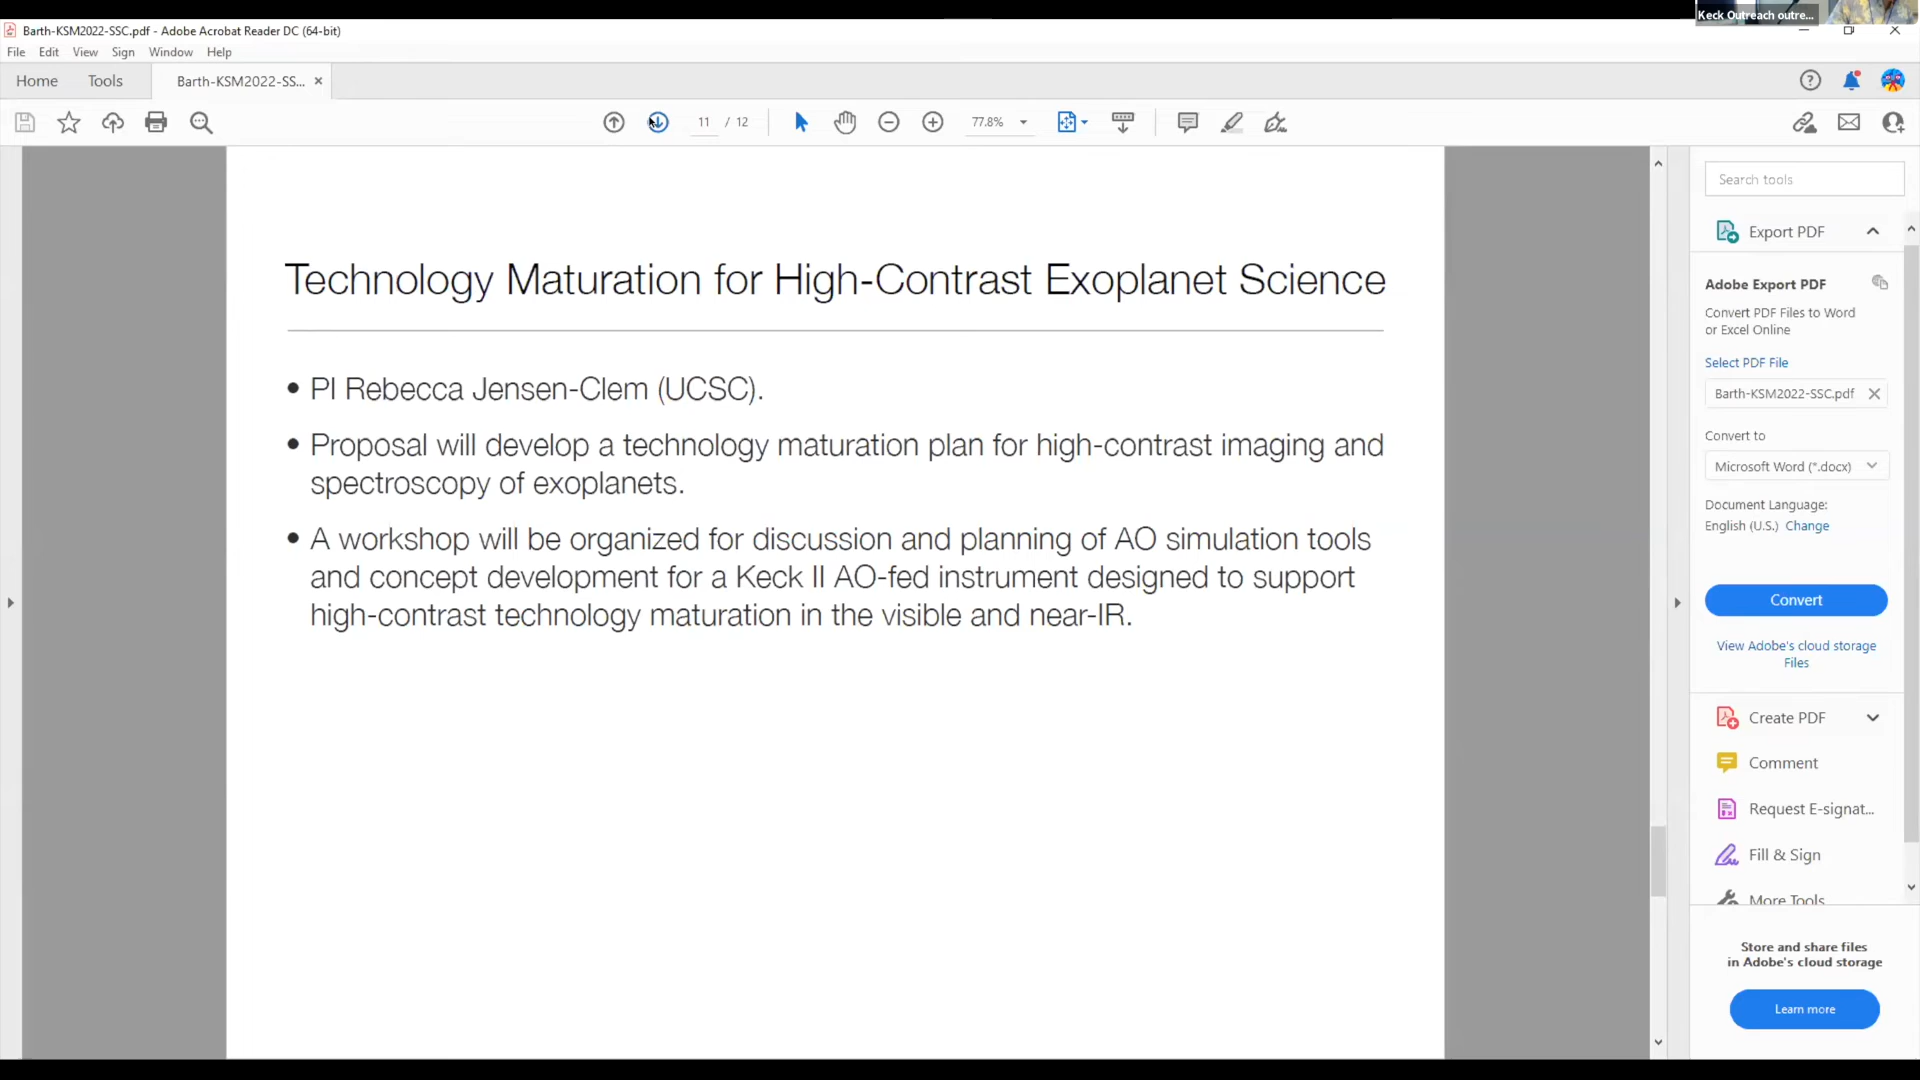 Keck Outreach outre...
Barth-KSM2022-SSC.pdf - Adobe Acrobat Reader DC (64-bit)
File Edit View Sign Window Help
Home Tools Barth-KSM2022-SS...
11 / 12 77.8%
Technology Maturation for High-Contrast Exoplanet Science
• PI Rebecca Jensen-Clem (UCSC).
• Proposal will develop a technology maturation plan for high-contrast imaging and
spectroscopy of exoplanets.
• A workshop will be organized for discussion and planning of AO simulation tools
and concept development for a Keck II AO-fed instrument designed to support
high-contrast technology maturation in the visible and near-IR.
Search tools
Export PDF
Adobe Export PDF
Convert PDF Files to Word
or Excel Online
Select PDF File
Barth-KSM2022-SSC.pdf
Convert to
Microsoft Word (*.docx)
Document Language:
English (U.S.) Change
Convert
View Adobe's cloud storage
Files
Create PDF
Comment
Request E-signat...
Fill & Sign
More Tools
Store and share files
in Adobe's cloud storage
Learn more